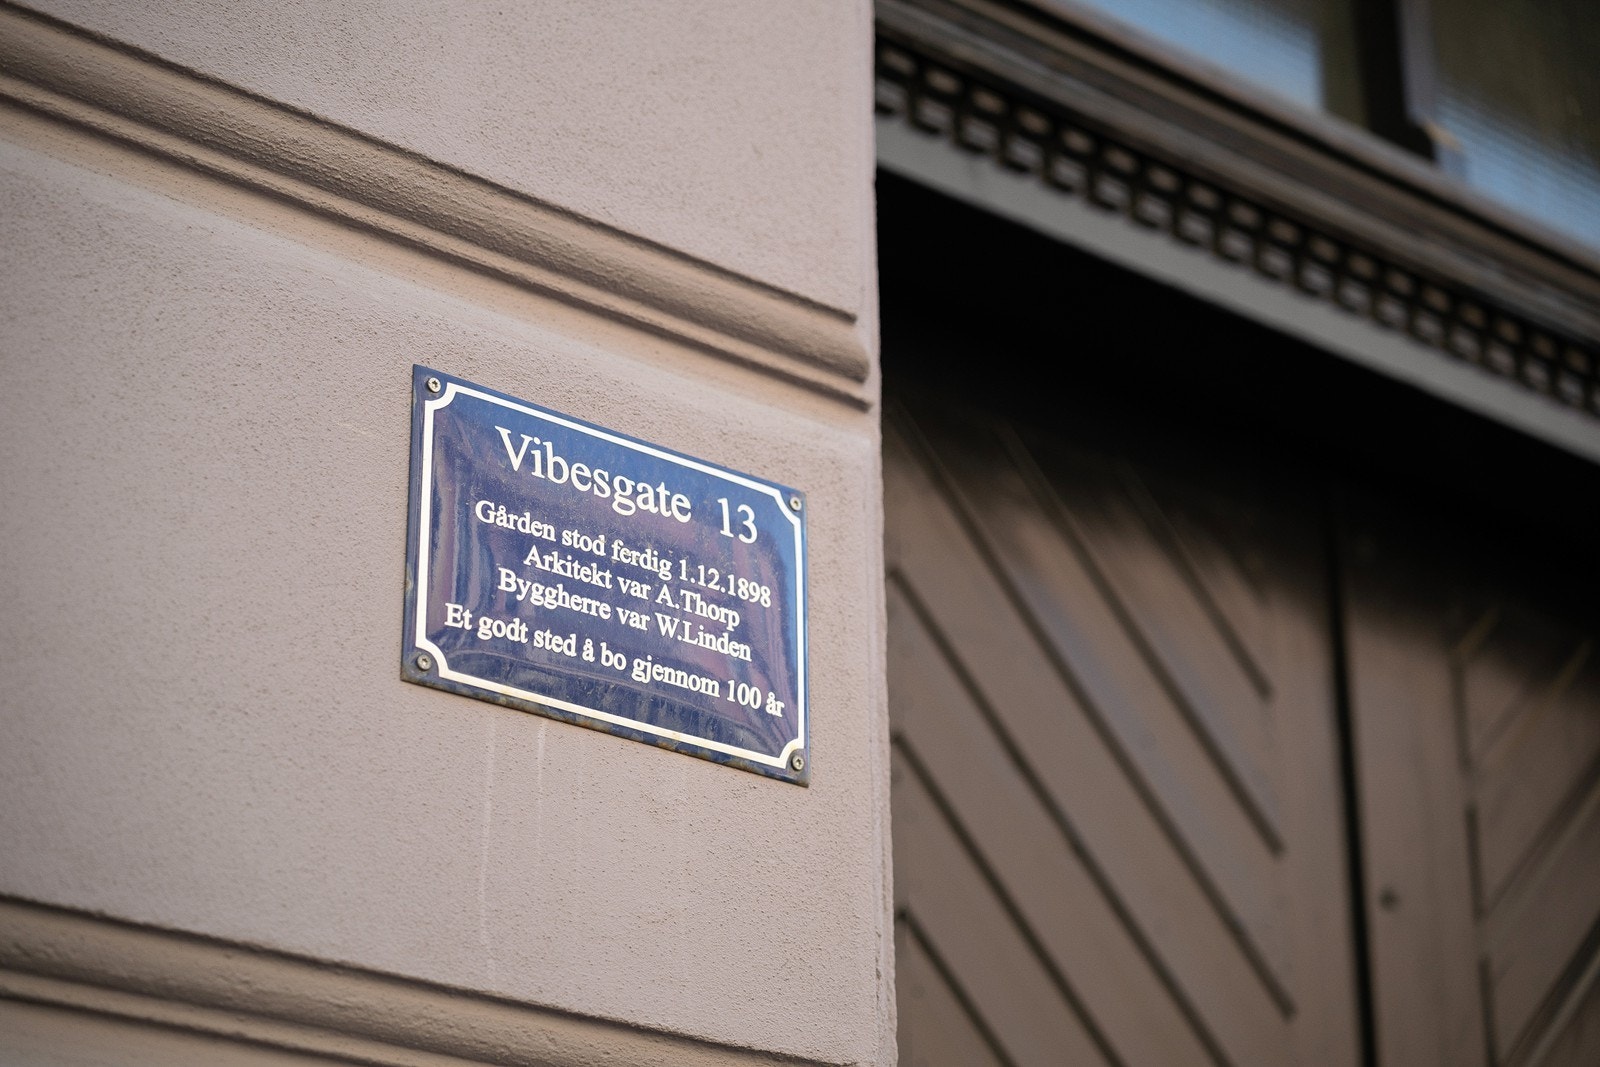 Vibesgate 13
Gården stod ferdig 1.12.1898
Arkitekt var A.Thorp
Byggherre var W.Linden
Et godt sted å bo gjennom 100 år